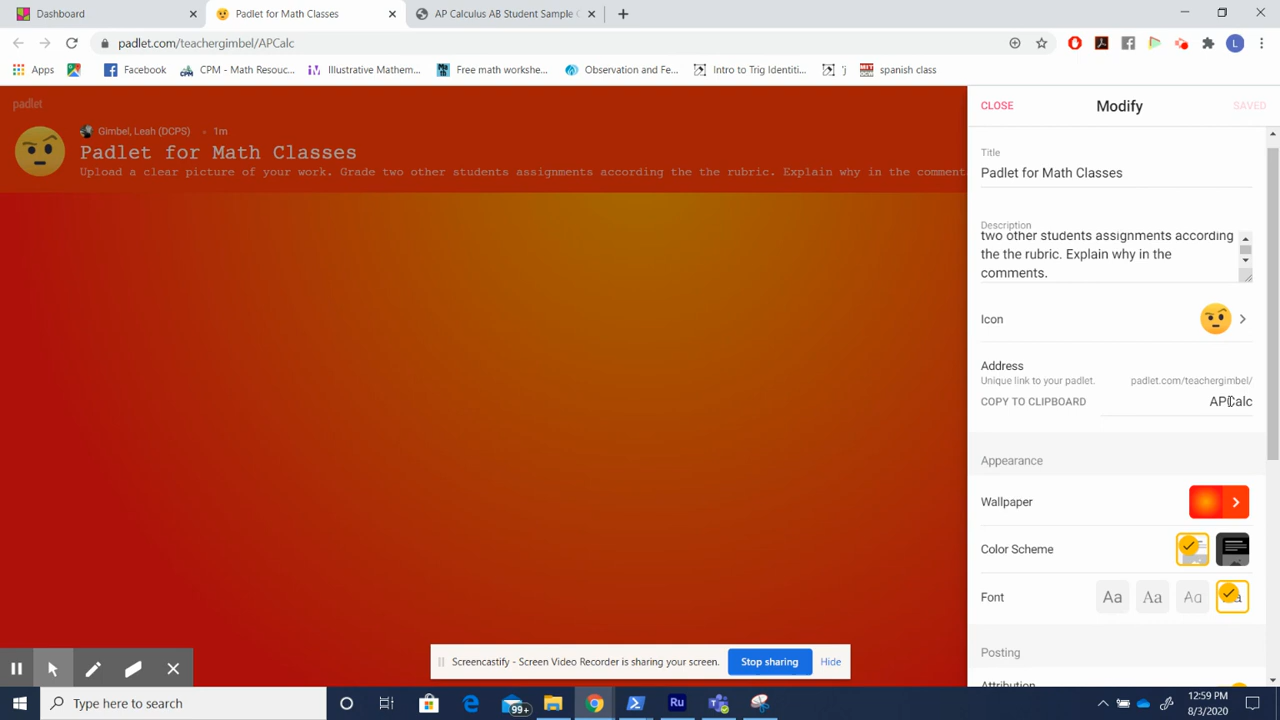 Dashboard
Padlet for Math Classes
AP Calculus AB Student Sample
padlet.com/teachergimbel/APCalc
L
Apps
Facebook
CPM - Math Resouc...
Illustrative Mathem...
Free math workshe...
Observation and Fe...
Intro to Trig Identiti...
spanish class
padlet
Gimbel, Leah (DCPS) • 1m
Padlet for Math Classes
Upload a clear picture of your work. Grade two other students assignments according the the rubric. Explain why in the comment
CLOSE
Modify
SAVED
Title
Padlet for Math Classes
Description
two other students assignments according
the the rubric. Explain why in the
comments.
Icon
Address
Unique link to your padlet.
padlet.com/teachergimbel/
COPY TO CLIPBOARD
APCalc
Appearance
Wallpaper
Color Scheme
Font
Aa Aa Aa
Posting
Attribution
Screencastify - Screen Video Recorder is sharing your screen.
Stop sharing
Hide
Type here to search
99+
Ru
12:59 PM
8/3/2020